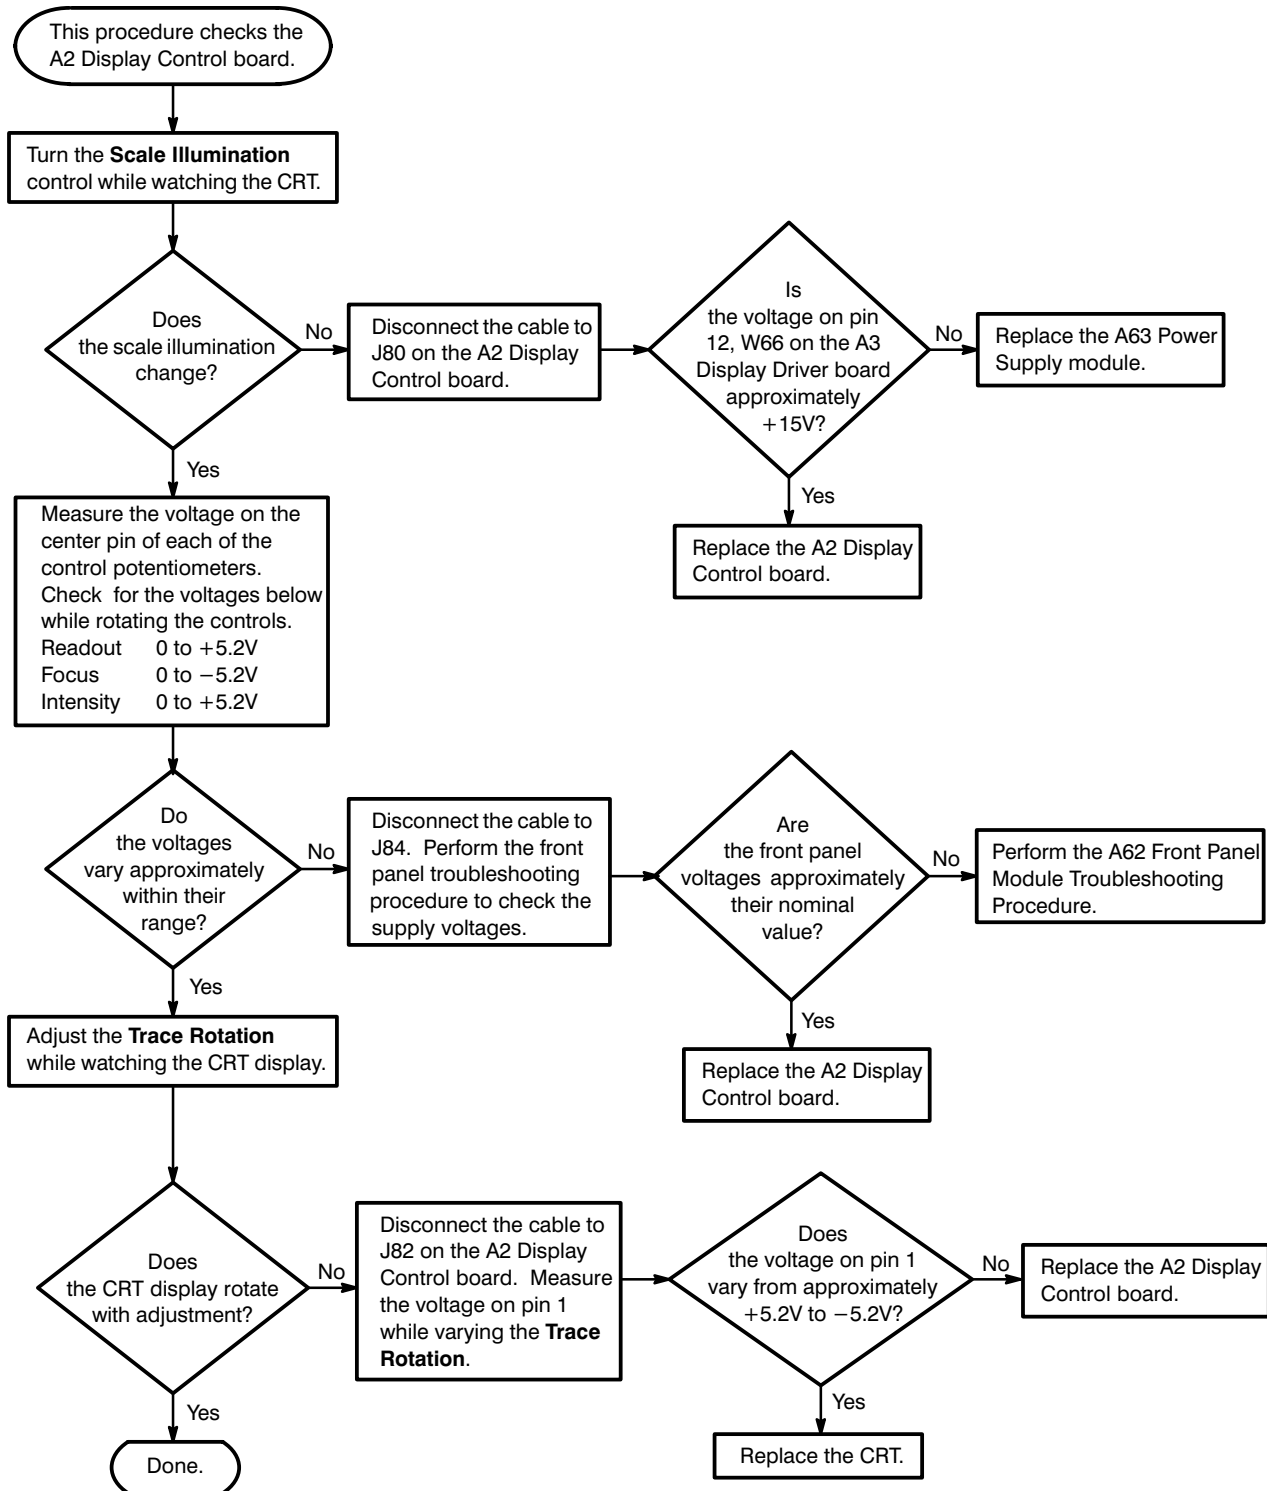 This procedure checks the
A2 Display Control board.
Turn the Scale Illumination
control while watching the CRT.
Does
the scale illumination
change?
No
Disconnect the cable to
J80 on the A2 Display
Control board.
Is
the voltage on pin
12, W66 on the A3
Display Driver board
approximately
+15V?
No
Replace the A63 Power
Supply module.
Yes
Replace the A2 Display
Control board.
Yes
Measure the voltage on the
center pin of each of the
control potentiometers.
Check for the voltages below
while rotating the controls.
Readout 0 to +5.2V
Focus 0 to −5.2V
Intensity 0 to +5.2V
Do
the voltages
vary approximately
within their
range?
No
Disconnect the cable to
J84. Perform the front
panel troubleshooting
procedure to check the
supply voltages.
Are
the front panel
voltages approximately
their nominal
value?
No
Perform the A62 Front Panel
Module Troubleshooting
Procedure.
Yes
Replace the A2 Display
Control board.
Yes
Adjust the Trace Rotation
while watching the CRT display.
Does
the CRT display rotate
with adjustment?
No
Disconnect the cable to
J82 on the A2 Display
Control board. Measure
the voltage on pin 1
while varying the Trace
Rotation.
Does
the voltage on pin 1
vary from approximately
+5.2V to −5.2V?
No
Replace the A2 Display
Control board.
Yes
Replace the CRT.
Yes
Done.